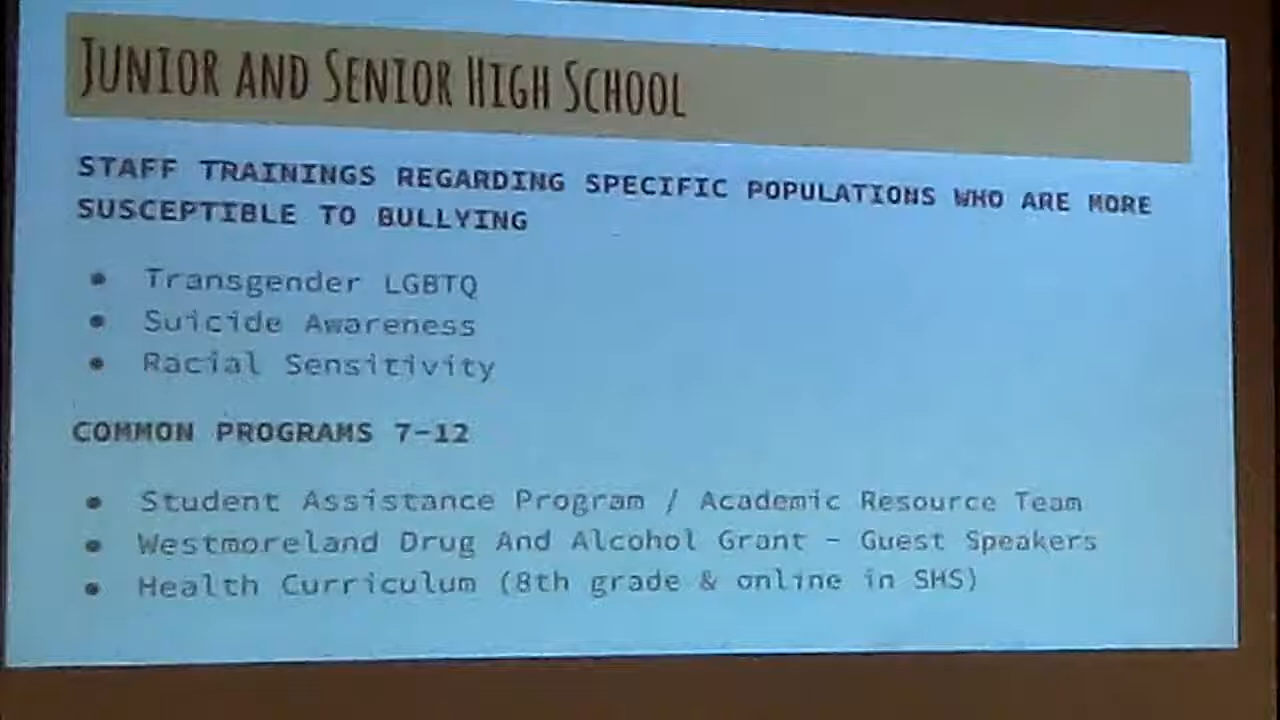 JUNIOR AND SENIOR HIGH SCHOOL
STAFF TRAININGS REGARDING SPECIFIC POPULATIONS WHO ARE MORE
SUSCEPTIBLE TO BULLYING
• Transgender LGBTQ
• Suicide Awareness
• Racial Sensitivity
COMMON PROGRAMS 7-12
• Student Assistance Program / Academic Resource Team
• Westmoreland Drug And Alcohol Grant - Guest Speakers
• Health Curriculum (8th grade & online in SHS)